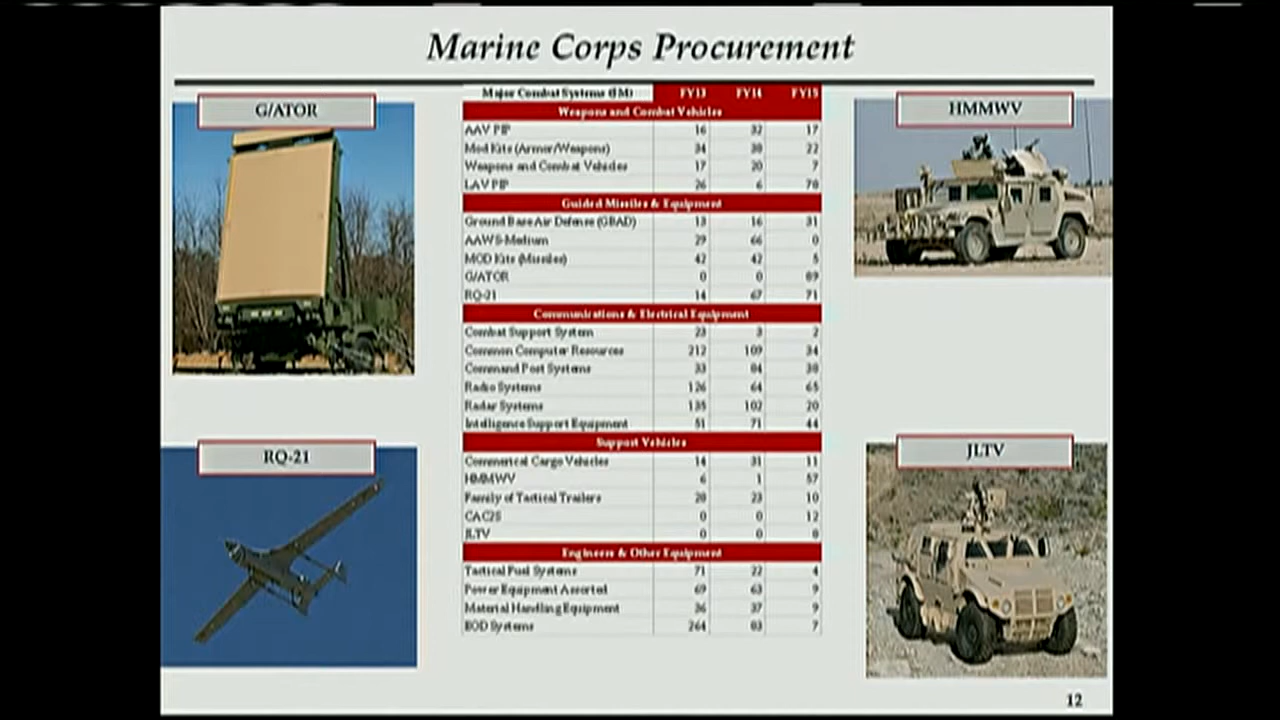 Marine Corps Procurement
G/ATOR
HMMWV
RQ-21
JLTV
Major Combat Systems ($M) FY13 FY14 FY15
Weapons and Combat Vehicles
AAV PIP 16 32 17
Mod Kits (Armor/Weapons) 34 38 22
Weapons and Combat Vehicles 17 20 7
LAV PIP 26 6 78
Guided Missiles & Equipment
Ground Base Air Defense (GBAD) 13 16 31
AAWS-Medium 29 66 0
MOD Kits (Missiles) 42 42 5
G/ATOR 0 0 89
RQ-21 14 67 71
Communications & Electrical Equipment
Combat Support System 23 3 2
Common Computer Resources 212 109 34
Command Post Systems 33 84 38
Radio Systems 126 64 65
Radar Systems 135 102 20
Intelligence Support Equipment 51 71 44
Support Vehicles
Commerical Cargo Vehicles 14 31 11
HMMWV 6 1 57
Family of Tactical Trailers 28 23 10
CAC2S 0 0 12
JLTV 0 0
Engineers & Other Equipment
Tactical Fuel Systems 71 22 4
Power Equipment Assorted 69 63 9
Material Handling Equipment 36 37 9
EOD Systems 264 83 7
12